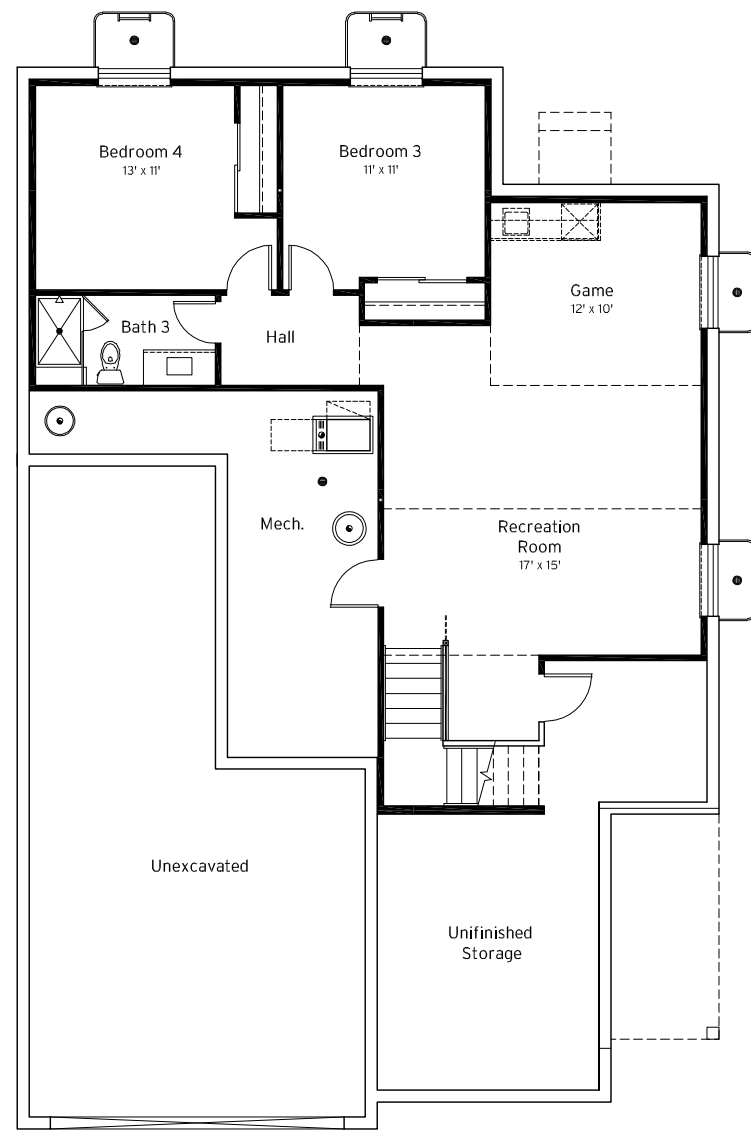 Bedroom 4
13' x 11'
Bedroom 3
11' x 11'
Game
12' x 10'
Bath 3
Hall
Mech.
Recreation
Room
17' x 15'
Unexcavated
Unifinished
Storage